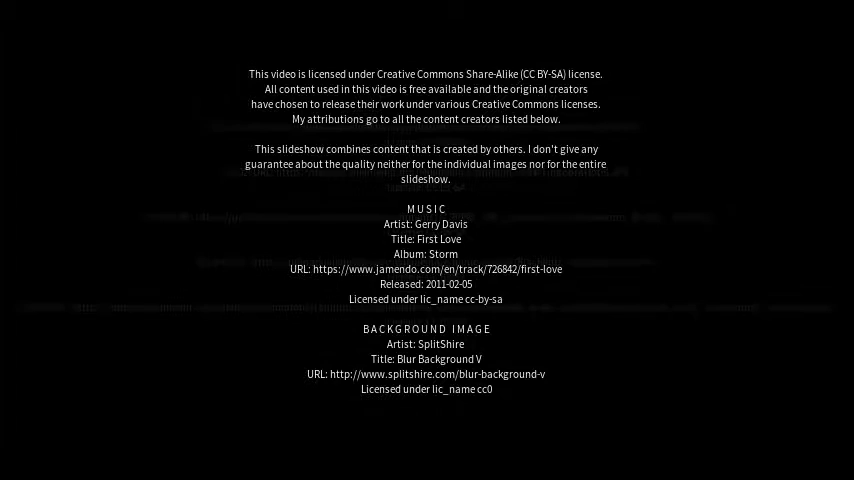 This video is licensed under Creative Commons Share-Alike (CC BY-SA) license.
All content used in this video is free available and the original creators
have chosen to release their work under various Creative Commons licenses.
My attributions go to all the content creators listed below.
This slideshow combines content that is created by others. I don't give any
guarantee about the quality neither for the individual images nor for the entire
slideshow.
MUSIC
Artist: Gerry Davis
Title: First Love
Album: Storm
URL: https://www.jamendo.com/en/track/726842/first-love
Released: 2011-02-05
Licensed under lic_name cc-by-sa
BACKGROUND IMAGE
Artist: SplitShire
Title: Blur Background V
URL: http://www.splitshire.com/blur-background-v
Licensed under lic_name cc0